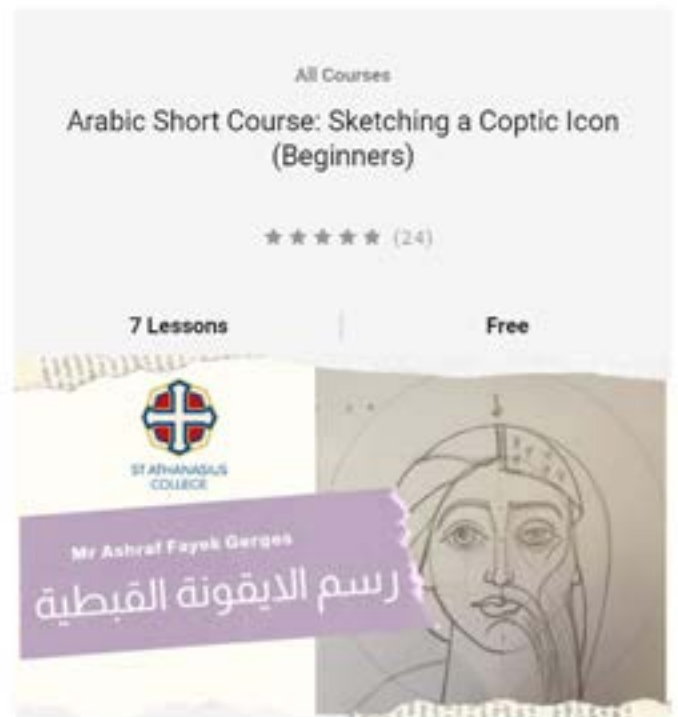 All Courses
Arabic Short Course: Sketching a Coptic Icon
(Beginners)
(24)
7 Lessons
Free
ST ATHANASIUS
COLLEGE
Mr Ashraf Fayek Gerges
رسم الايقونة القبطية